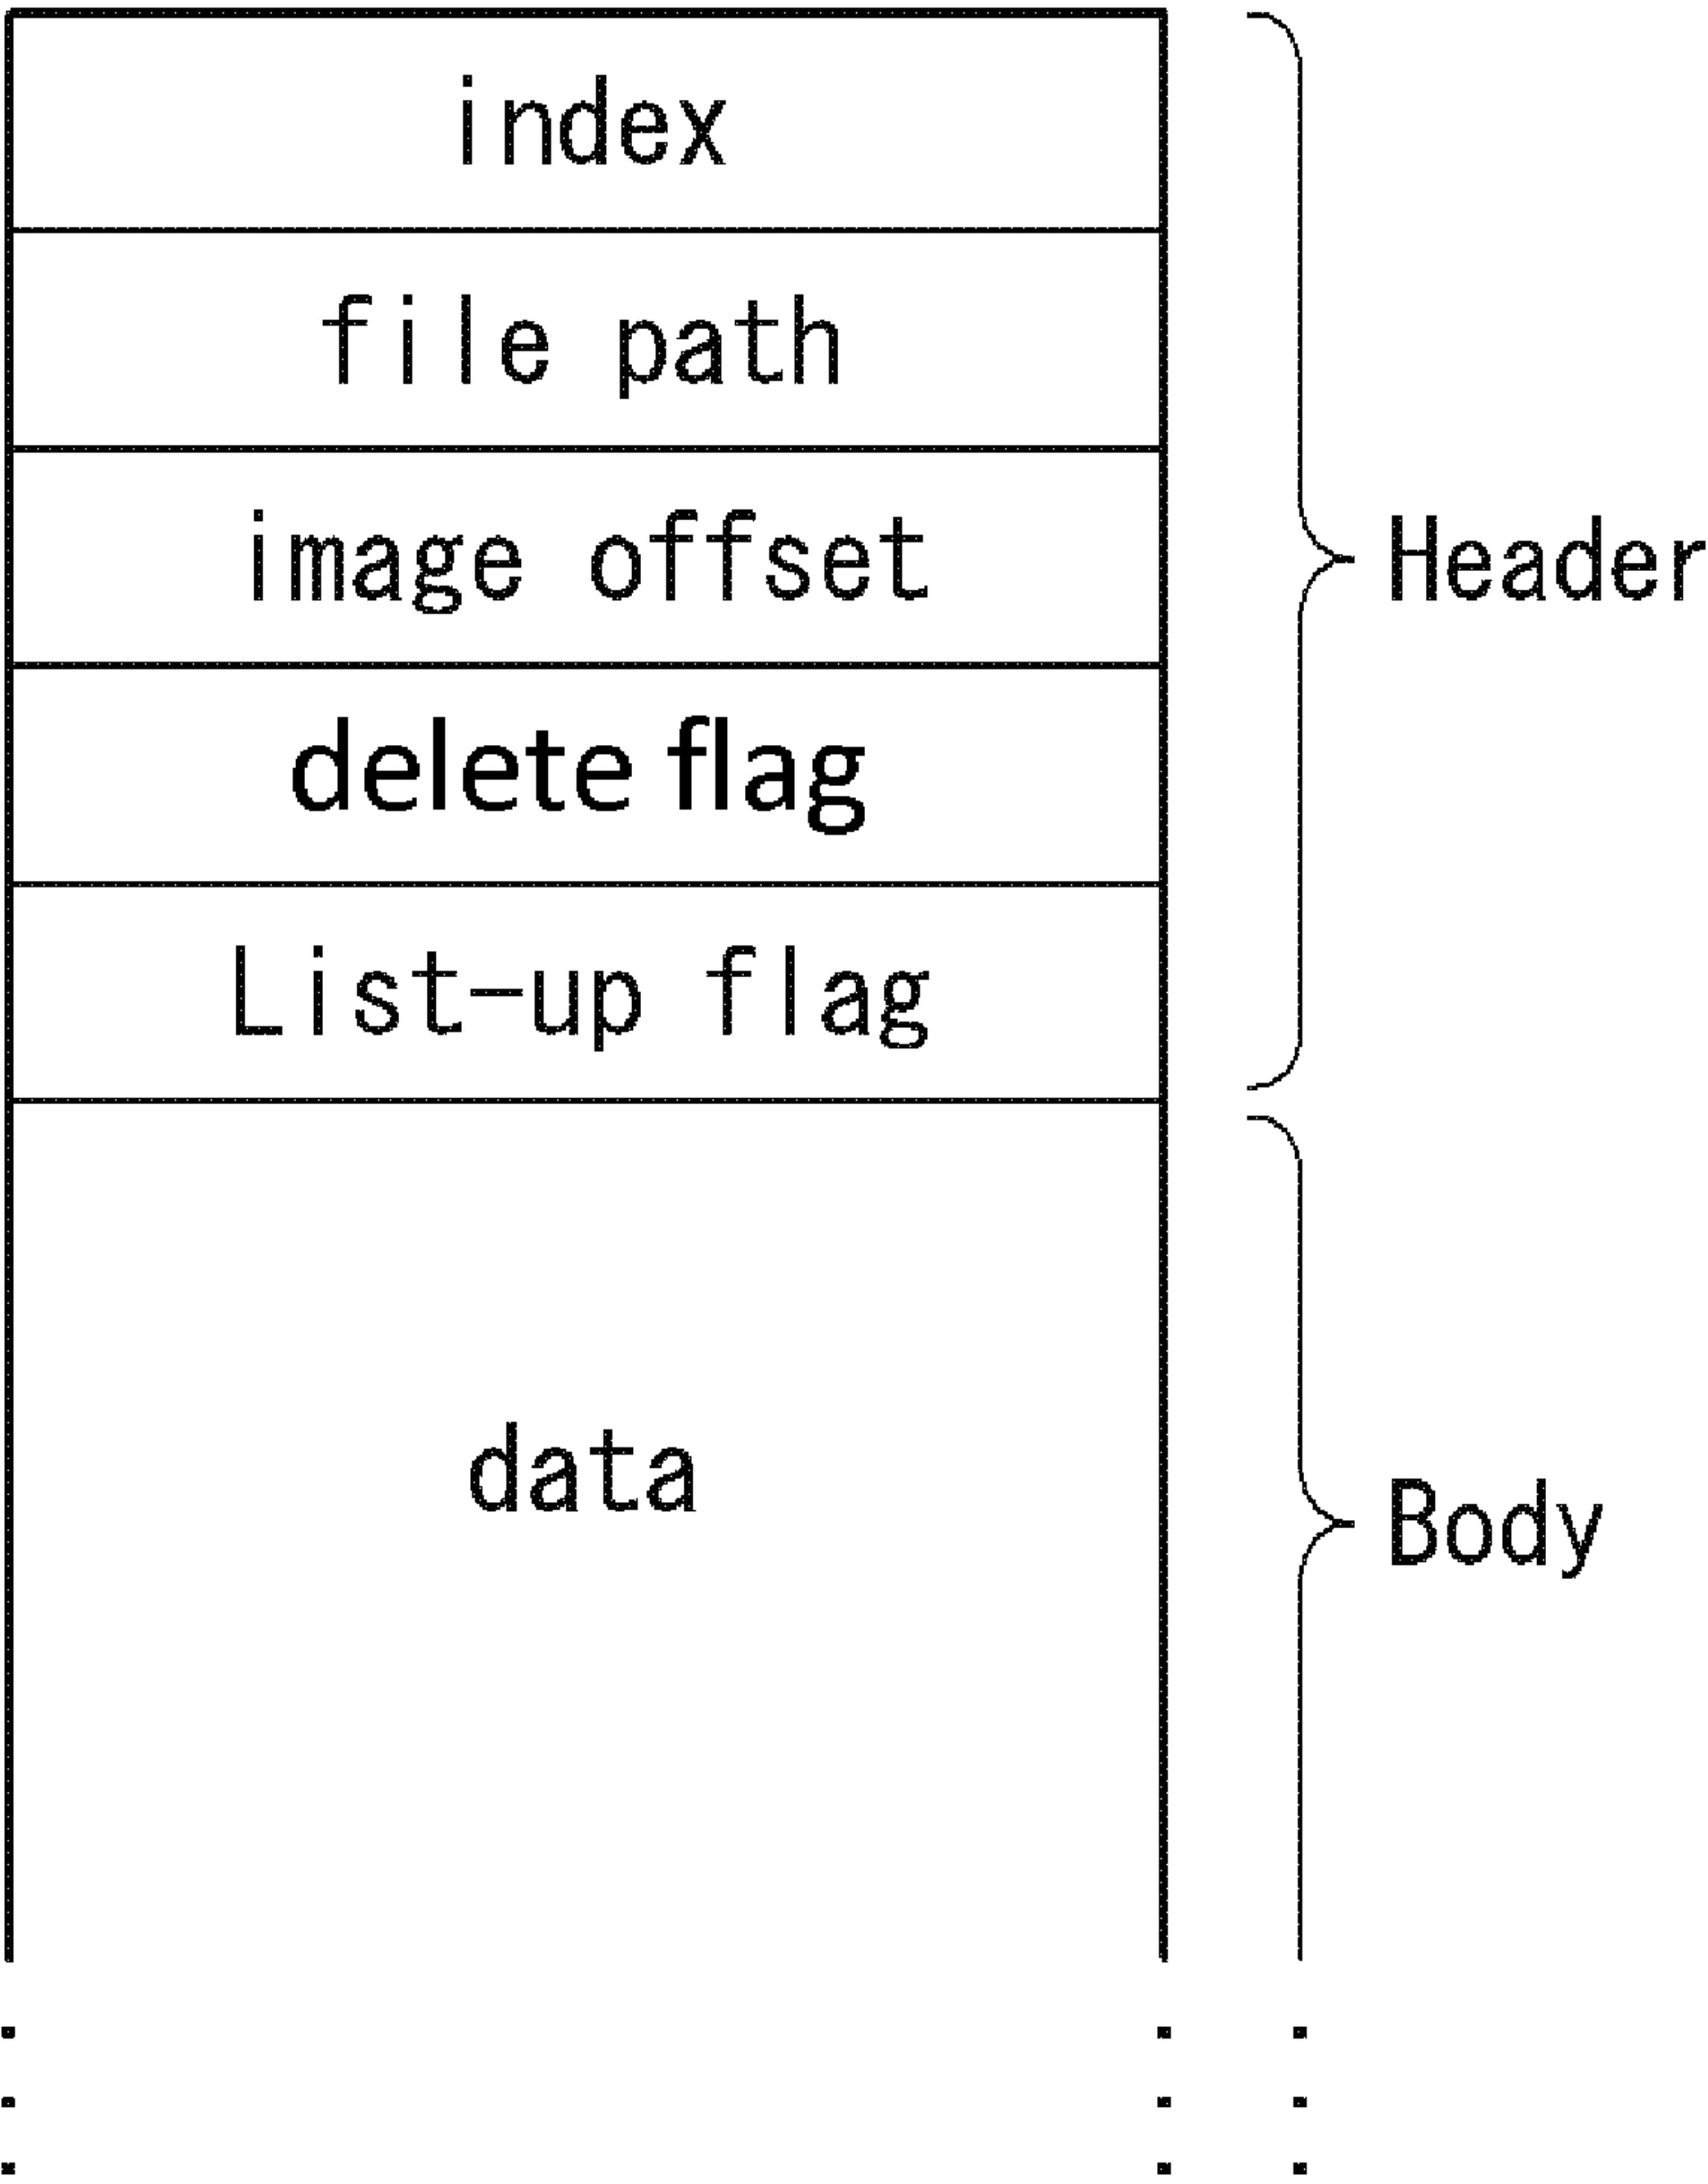 index
file path
image offset
delete flag
List-up flag
Header
data
Body